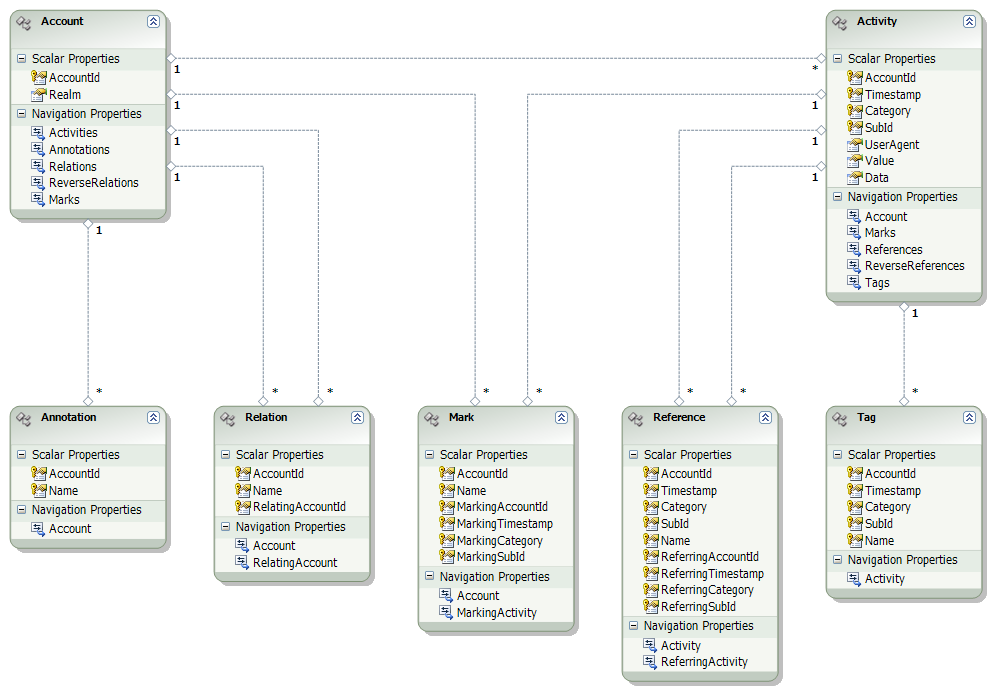 Account
Scalar Properties
AccountId
Realm
Navigation Properties
Activities
Annotations
Relations
ReverseRelations
Marks
1
1
1
1
1
Activity
Scalar Properties
AccountId
Timestamp
Category
SubId
UserAgent
Value
Data
Navigation Properties
Account
Marks
References
ReverseReferences
Tags
*
1
1
1
1
*
*
*
*
*
*
*
*
Annotation
Scalar Properties
AccountId
Name
Navigation Properties
Account
Relation
Scalar Properties
AccountId
Name
RelatingAccountId
Navigation Properties
Account
RelatingAccount
Mark
Scalar Properties
AccountId
Name
MarkingAccountId
MarkingTimestamp
MarkingCategory
MarkingSubId
Navigation Properties
Account
MarkingActivity
Reference
Scalar Properties
AccountId
Timestamp
Category
SubId
Name
ReferringAccountId
ReferringTimestamp
ReferringCategory
ReferringSubId
Navigation Properties
Activity
ReferringActivity
Tag
Scalar Properties
AccountId
Timestamp
Category
SubId
Name
Navigation Properties
Activity